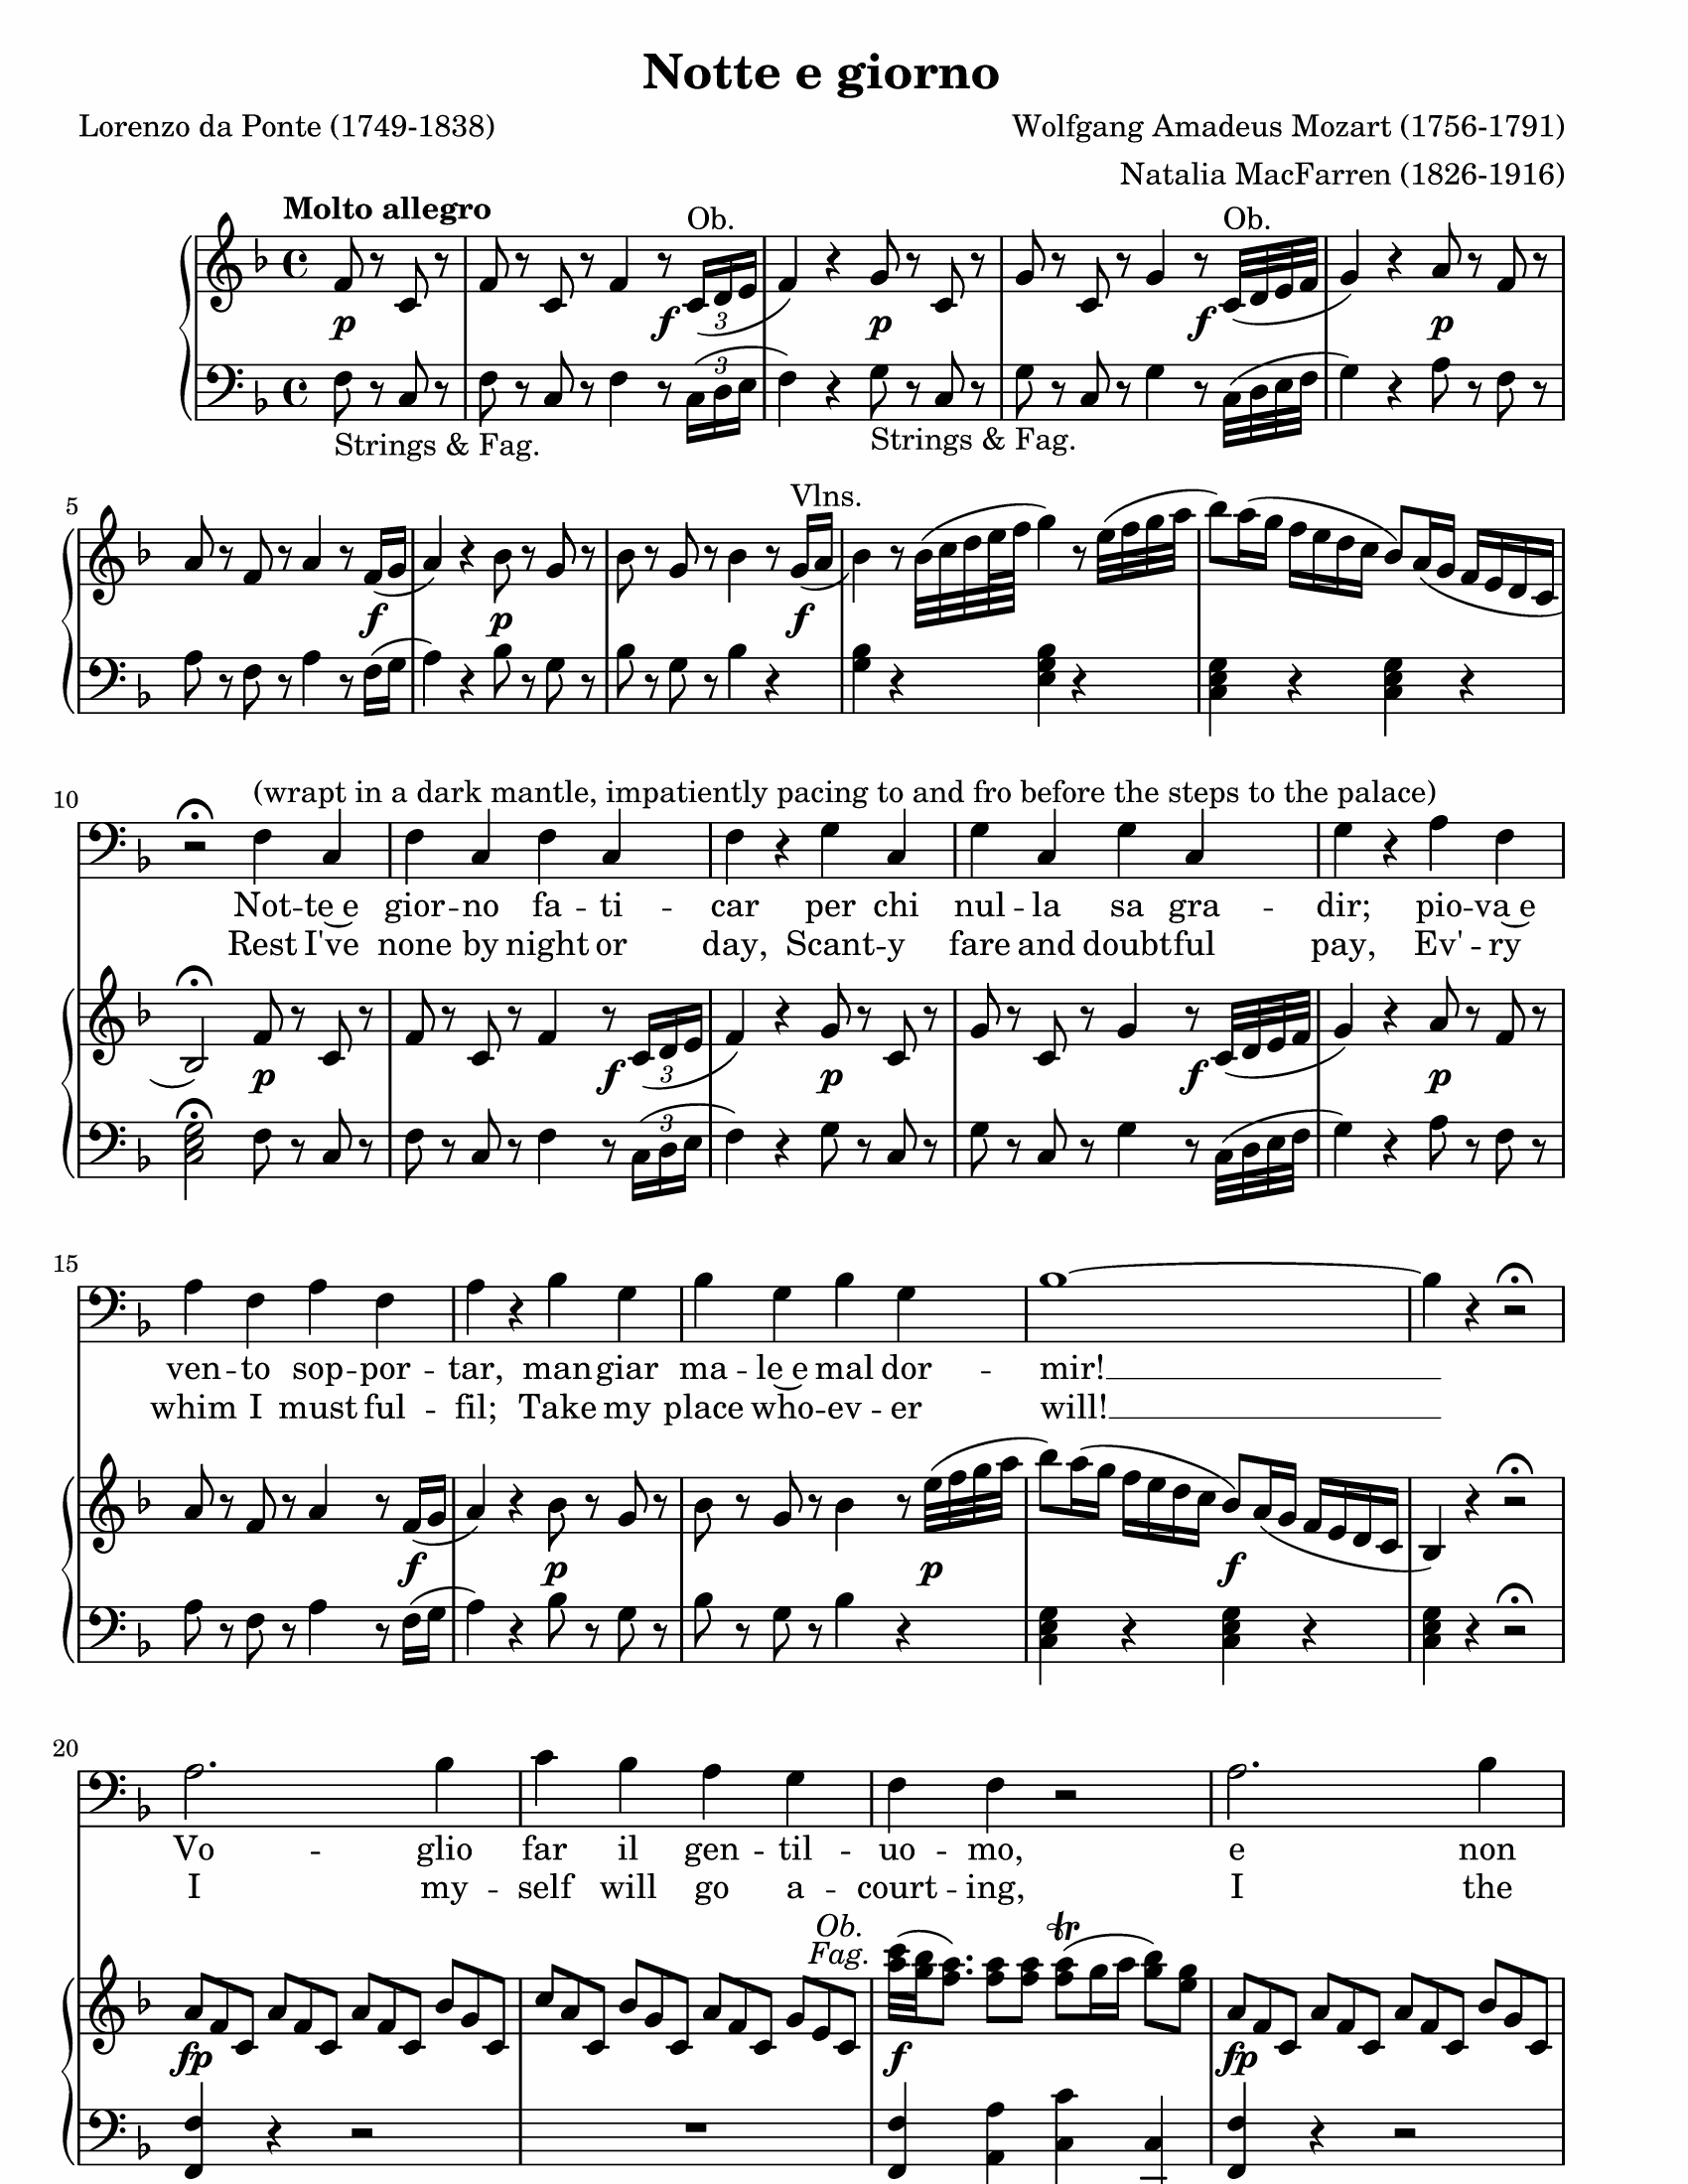 Notte e giorno
Lorenzo da Ponte (1749-1838)
Wolfgang Amadeus Mozart (1756-1791)
Natalia MacFarren (1826-1916)
Molto allegro
Ob.
Ob.
p
f
3
p
f
p
3
Strings & Fag.
Strings & Fag.
5
Vlns.
f
p
f
10
(wrapt in a dark mantle, impatiently pacing to and fro before the steps to the palace)
Not -- te e gior -- no fa -- ti -- car per chi nul -- la sa gra -- dir; pio -- va e
Rest I've none by night or day, Scant -- y fare and doubtful pay, Ev' -- ry
p
f
3
p
f
p
3
15
ven -- to sop -- por -- tar, man -- giar ma -- le e mal dor -- mir!
whim I must ful -- fil; Take my place who -- ev -- er will!
f
p
p
f
20
Vo -- glio far il gen -- til -- uo -- mo, e non
I my -- self will go a -- court -- ing, I the
Ob.
Fag.
tr
fp
f
fp